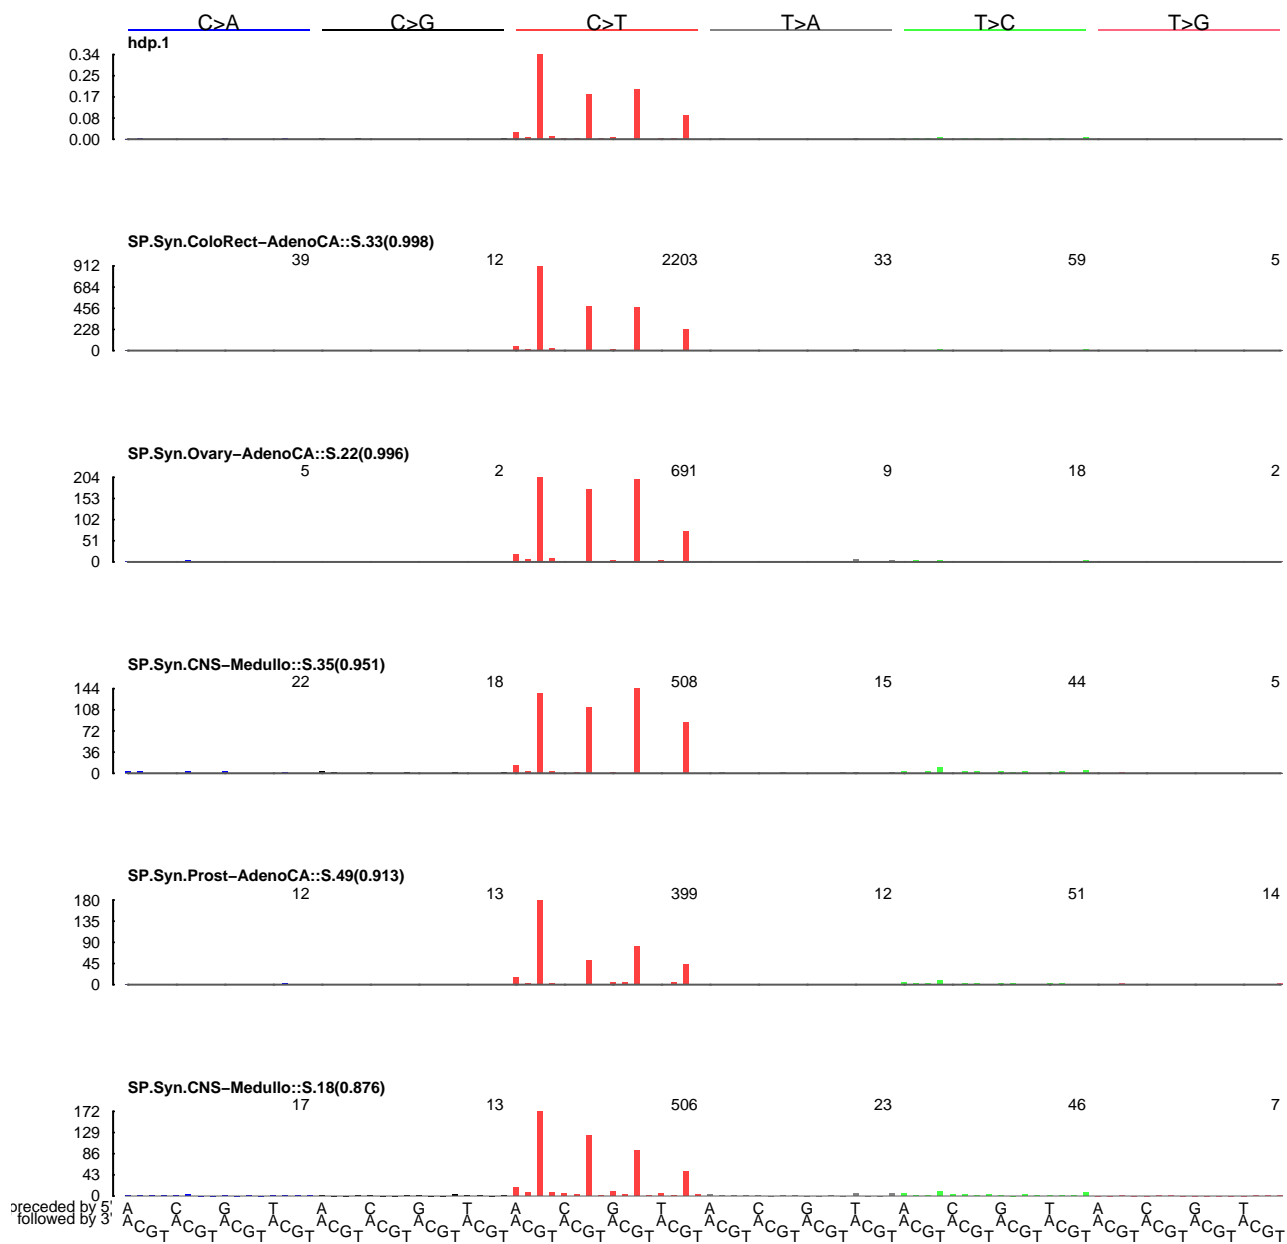 C>A C>G C>T T>A T>C T>G
hdp.1
0.34
0.25
0.17
0.08
0.00
SP.Syn.ColoRect−AdenoCA::S.33(0.998)
39 12 2203 33 59 5
912
684
456
228
0
SP.Syn.Ovary−AdenoCA::S.22(0.996)
5 2 691 9 18 2
204
153
102
51
0
SP.Syn.CNS−Medullo::S.35(0.951)
22 18 508 15 44 5
144
108
72
36
0
SP.Syn.Prost−AdenoCA::S.49(0.913)
12 13 399 12 51 14
180
135
90
45
0
SP.Syn.CNS−Medullo::S.18(0.876)
17 13 506 23 46 7
172
129
86
43
0
preceded by 5' A C G T A C G T A C G T A C G T A C G T A C G T
followed by 3' A C G T A C G T A C G T A C G T A C G T A C G T A C G T A C G T A C G T A C G T A C G T A C G T A C G T A C G T A C G T A C G T A C G T A C G T A C G T A C G T A C G T A C G T A C G T A C G T